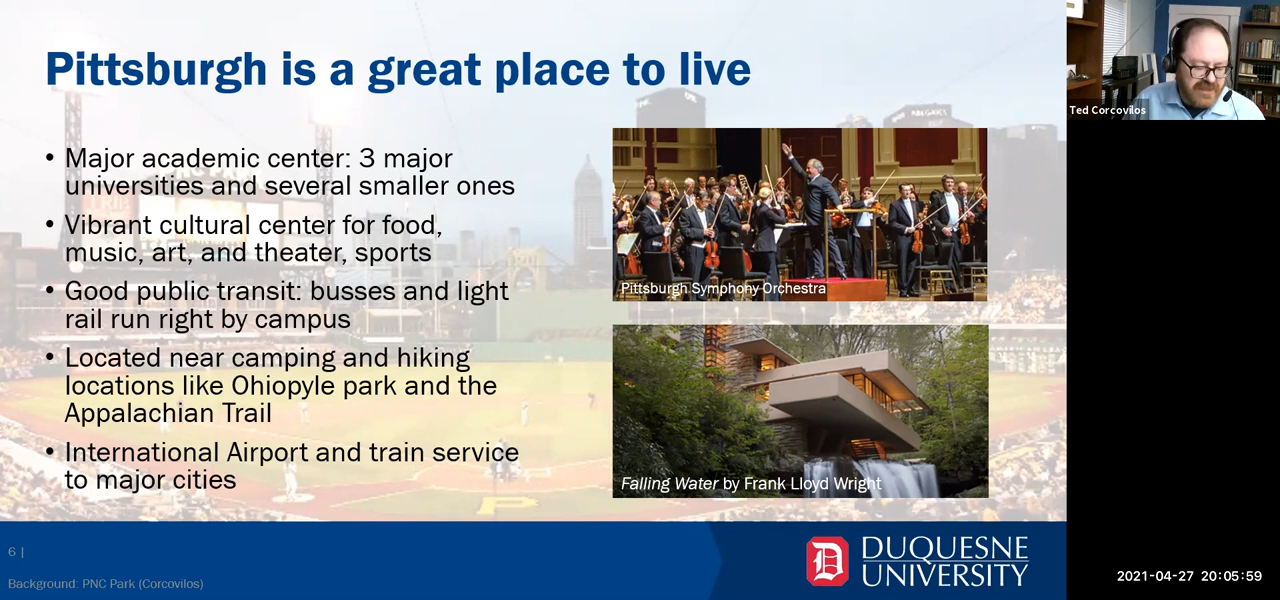 Pittsburgh is a great place to live
• Major academic center: 3 major
universities and several smaller ones
• Vibrant cultural center for food,
music, art, and theater, sports
• Good public transit: busses and light
rail run right by campus
• Located near camping and hiking
locations like Ohiopyle park and the
Appalachian Trail
• International Airport and train service
to major cities
Pittsburgh Symphony Orchestra
Falling Water by Frank Lloyd Wright
6 |
Background: PNC Park (Corcovilos)
D
DUQUESNE
UNIVERSITY
Ted Corcovilos
2021-04-27 20:05:59